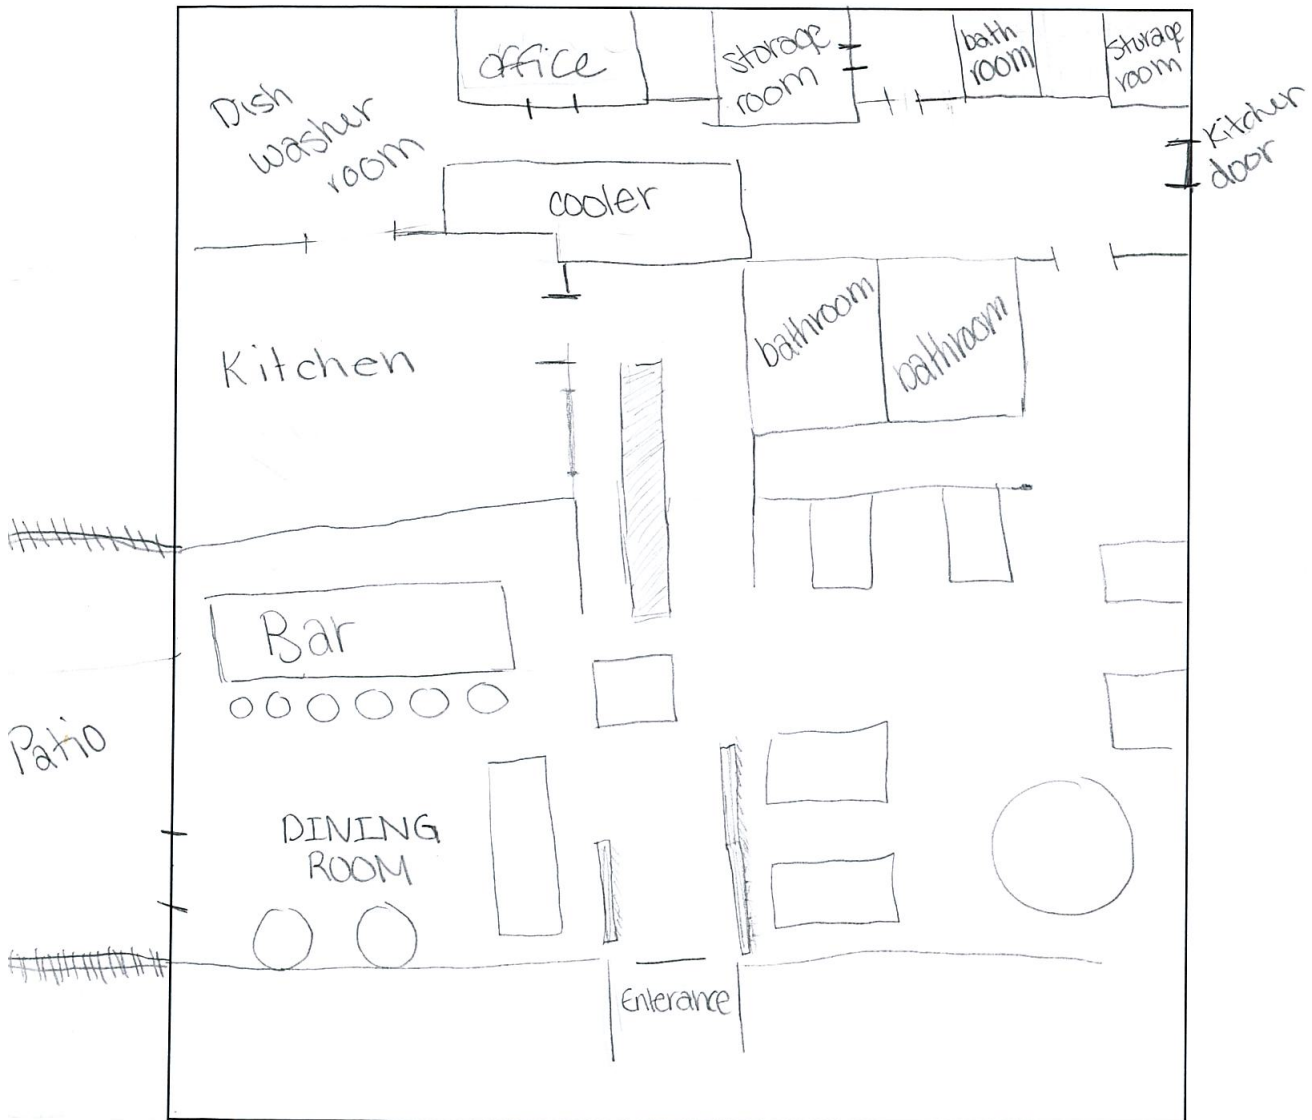 office
storage
room
bath
room
storage
room
Dish
washer
room
Kitchen
door
cooler
Kitchen
bathroom
bathroom
Bar
Patio
DINING
ROOM
Enterance